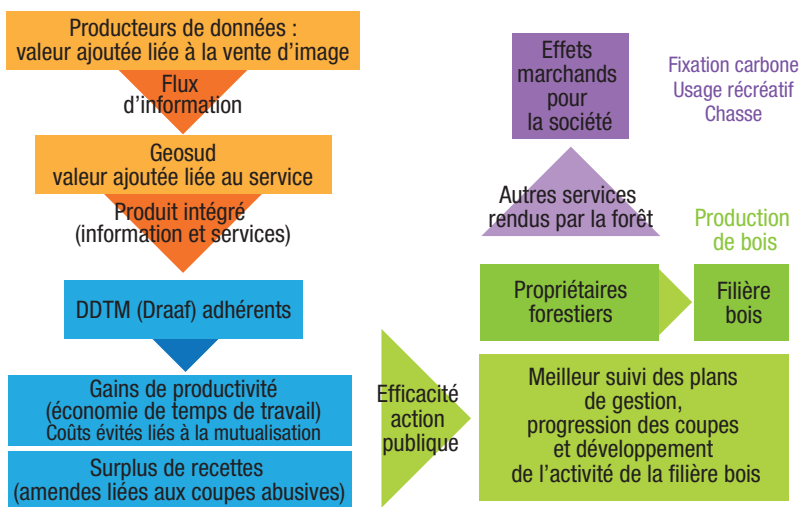 Producteurs de données :
valeur ajoutée liée à la vente d’image
Flux
d’information
Geosud
valeur ajoutée liée au service
Produit intégré
(information et services)
DDTM (Draaf) adhérents
Gains de productivité
(économie de temps de travail)
Coûts évités liés à la mutualisation
Surplus de recettes
(amendes liées aux coupes abusives)
Efficacité
action
publique
Meilleur suivi des plans
de gestion,
progression des coupes
et développement
de l’activité de la filière bois
Propriétaires
forestiers
Filière
bois
Production
de bois
Autres services
rendus par la forêt
Effets
marchands
pour
la société
Fixation carbone
Usage récréatif
Chasse